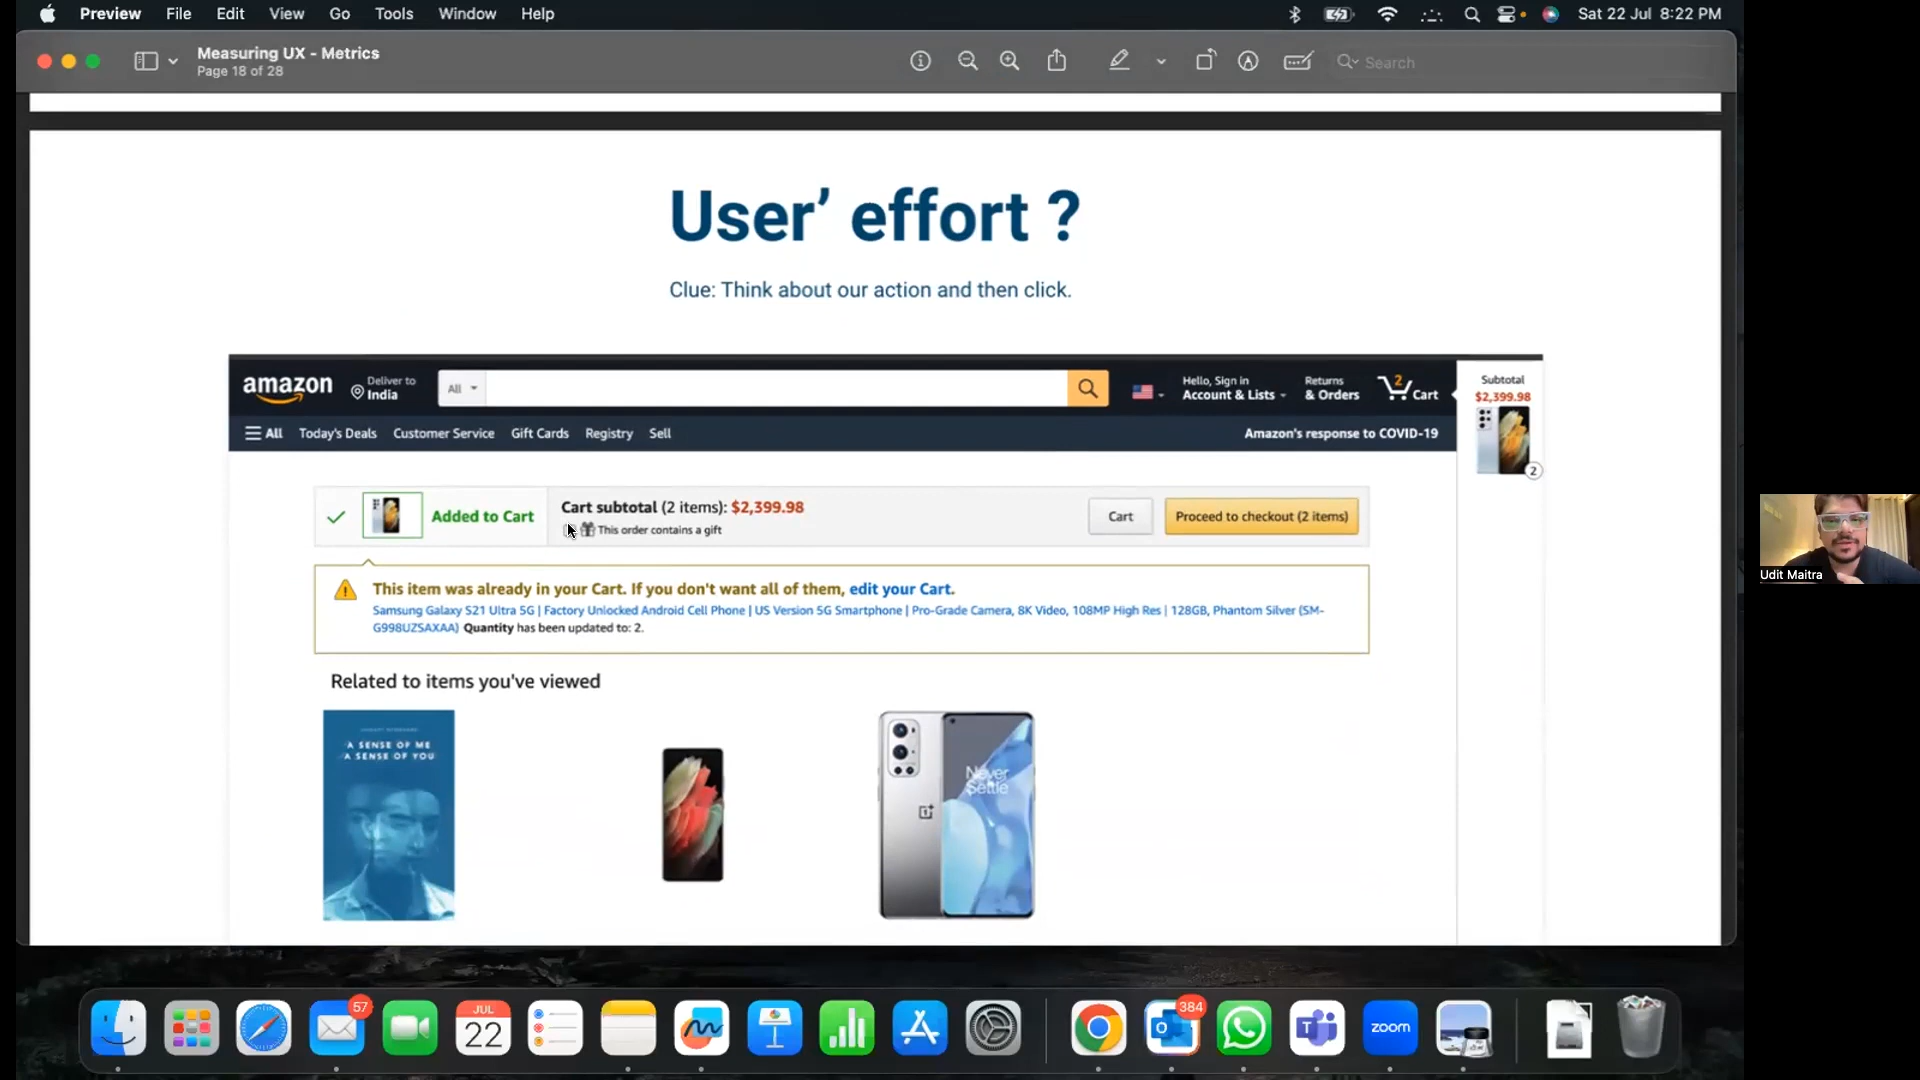 Preview File Edit View Go Tools Window Help Sat 22 Jul 8:22 PM
Measuring UX - Metrics
Page 18 of 28
Search
User’ effort ?
Clue: Think about our action and then click.
amazon
Deliver to
India
All
Hello, Sign in
Account & Lists
Returns
& Orders
2
Cart
Subtotal
$2,399.98
2
All Today's Deals Customer Service Gift Cards Registry Sell Amazon's response to COVID-19
Added to Cart
Cart subtotal (2 items): $2,399.98
This order contains a gift
Cart
Proceed to checkout (2 items)
This item was already in your Cart. If you don't want all of them, edit your Cart.
Samsung Galaxy S21 Ultra 5G | Factory Unlocked Android Cell Phone | US Version 5G Smartphone | Pro-Grade Camera, 8K Video, 108MP High Res | 128GB, Phantom Silver (SM-
G998UZSAXAA) Quantity has been updated to: 2.
Related to items you've viewed
A SENSE OF ME
A SENSE OF YOU
Never
Settle
Udit Maitra
57
JUL
22
384
zoom